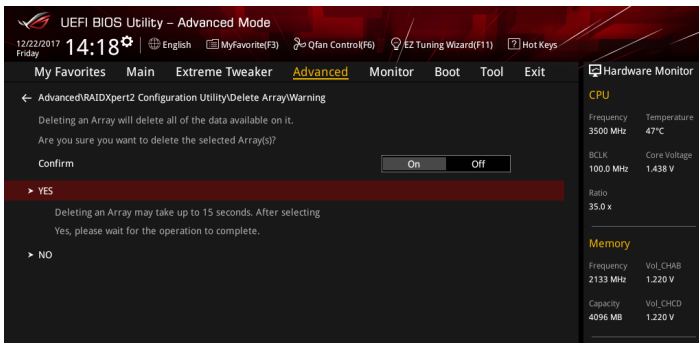 UEFI BIOS Utility – Advanced Mode
12/22/2017 Friday 14:18 English MyFavorite(F3) Qfan Control(F6) EZ Tuning Wizard(F11) ? Hot Keys
My Favorites Main Extreme Tweaker Advanced Monitor Boot Tool Exit
← Advanced\RAIDXpert2 Configuration Utility\Delete Array\Warning
Deleting an Array will delete all of the data available on it.
Are you sure you want to delete the selected Array(s)?
Confirm On Off
> YES
Deleting an Array may take up to 15 seconds. After selecting
Yes, please wait for the operation to complete.
> NO
Hardware Monitor
CPU
Frequency Temperature
3500 MHz 47°C
BCLK Core Voltage
100.0 MHz 1.438 V
Ratio
35.0 x
Memory
Frequency Vol_CHAB
2133 MHz 1.220 V
Capacity Vol_CHCD
4096 MB 1.220 V